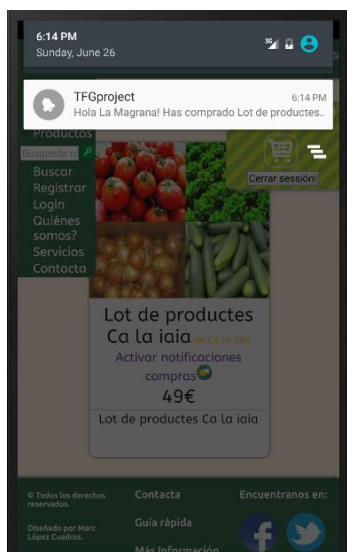 6:14 PM
Sunday, June 26
3G
TFGproject 6:14 PM
Hola La Magrana! Has comprado Lot de productes..
Productos
Búsqueda rá
Buscar
Registrar
Login
Quiénes
somos?
Servicios
Contacta
Cerrar sessión!
Lot de productes
Ca la iaia de Ca la iaia
Activar notificaciones
compras
49€
Lot de productes Ca la iaia
© Todos los derechos
reservados.
Diseñado por Marc
López Cuadros.
Contacta
Guía rápida
Más Información
Encuentranos en: